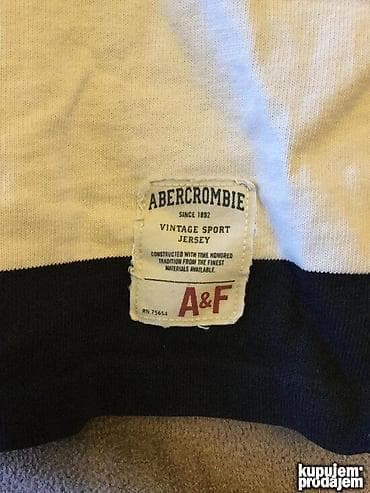 ABERCROMBIE
SINCE 1892
VINTAGE SPORT
JERSEY
CONSTRUCTED WITH TIME HONORED
TRADITION FROM THE FINEST
MATERIALS AVAILABLE.
RN 75654 A&F
kupujem
prodajem